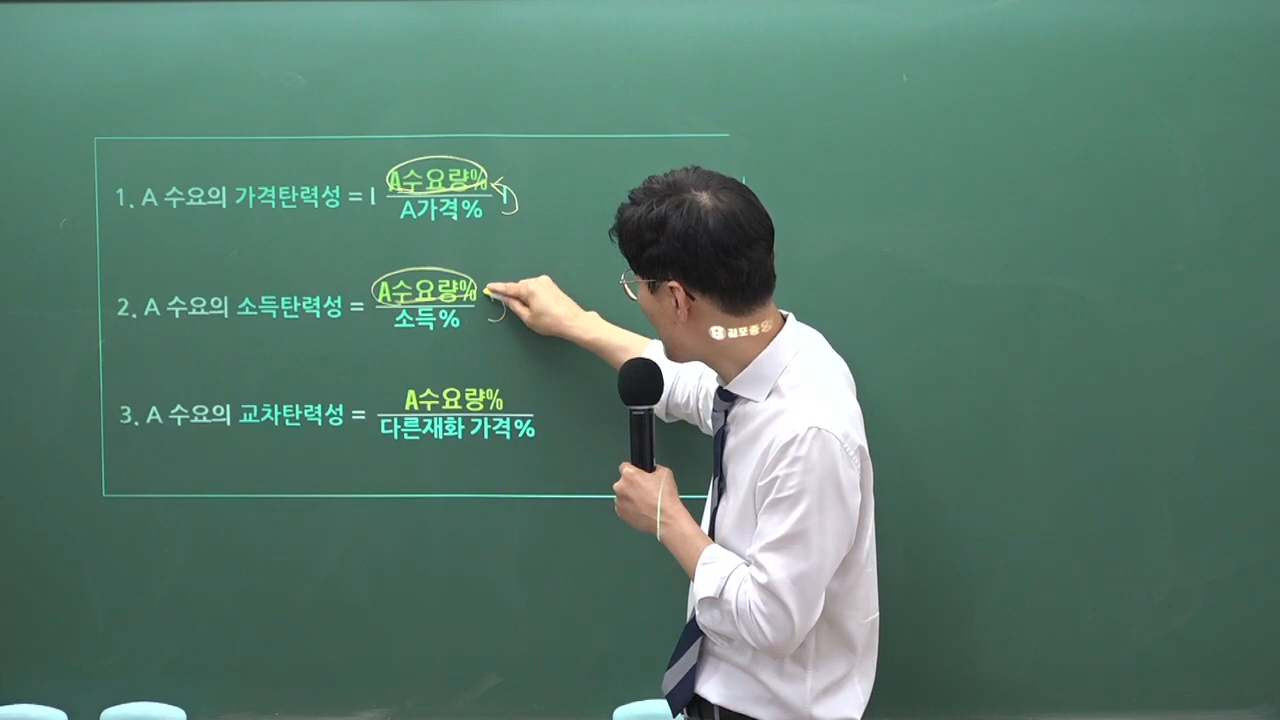 1. A 수요의 가격탄력성 = | A수요량% |
A가격%
2. A 수요의 소득탄력성 = A수요량%
소득%
3. A 수요의 교차탄력성 = A수요량%
다른재화 가격%